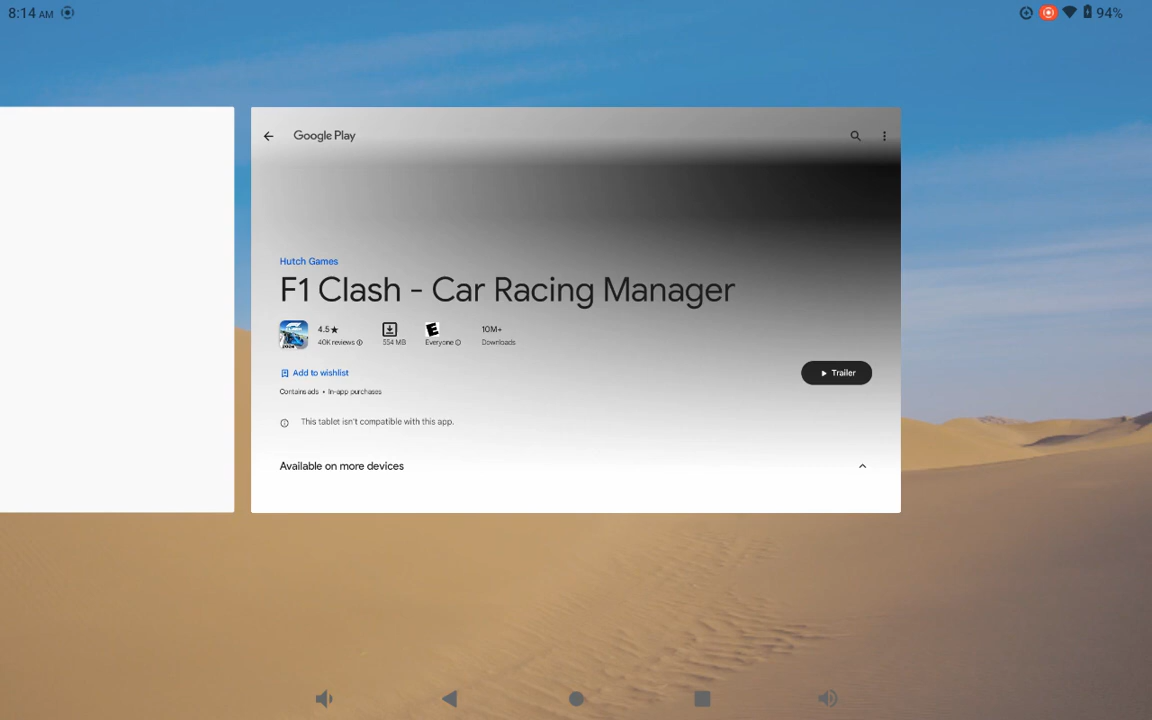 8:14 AM
94%
Google Play
Hutch Games
F1 Clash - Car Racing Manager
4.5★
40K reviews
554 MB
E
Everyone
10M+
Downloads
Add to wishlist
Trailer
Contains ads • In-app purchases
This tablet isn't compatible with this app.
Available on more devices